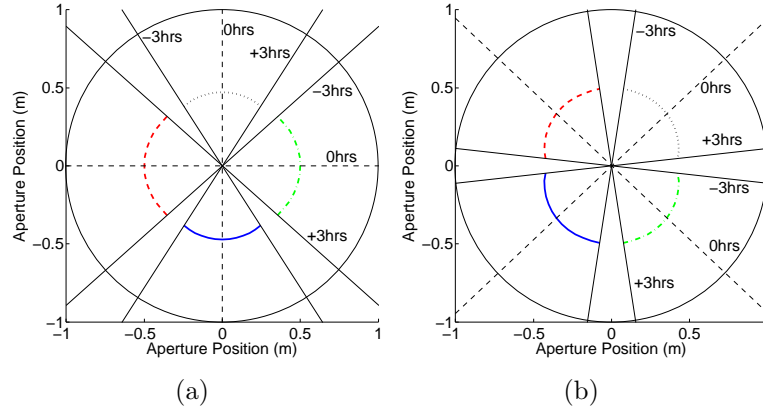 1
0.5
0
−0.5
−1
−1
−0.5
0
0.5
1
Aperture Position (m)
Aperture Position (m)
−3hrs
0hrs
+3hrs
−3hrs
0hrs
+3hrs
(a)
1
0.5
0
−0.5
−1
−1
−0.5
0
0.5
Aperture Position (m)
Aperture Position (m)
−3hrs
0hrs
+3hrs
−3hrs
0hrs
+3hrs
(b)